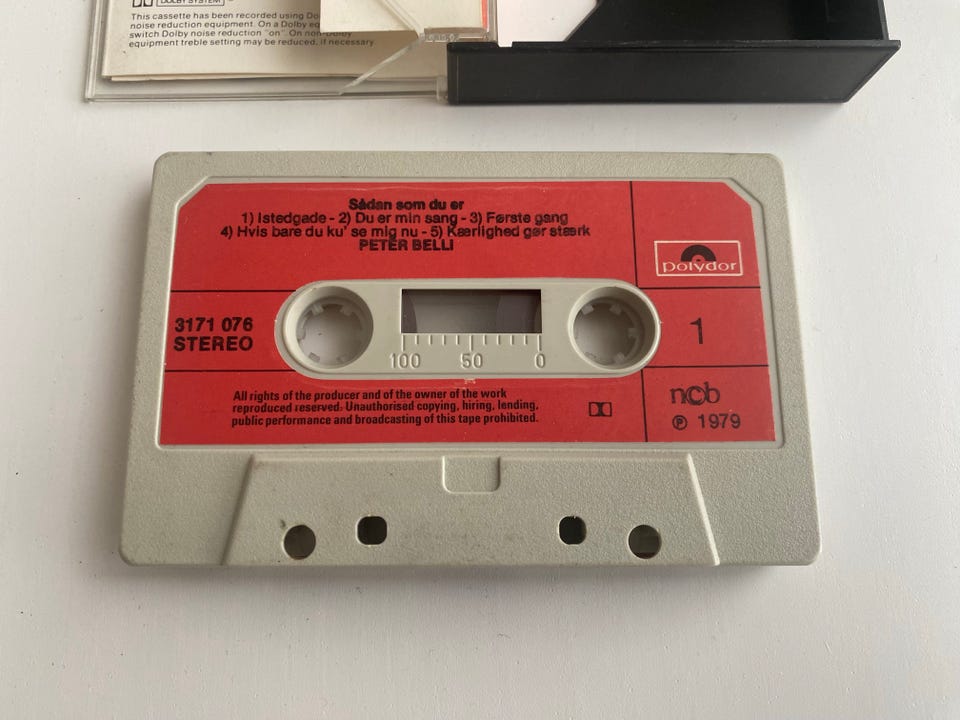 DOLBY SYSTEM
This cassette has been recorded using Dol
noise reduction equipment. On a Dolby eq
switch Dolby noise reduction "on". On non-Dolby
equipment treble setting may be reduced, if necessary.
Sådan som du er
1) Istedgade - 2) Du er min sang - 3) Første gang
4) Hvis bare du ku' se mig nu - 5) Kærlighed gør stærk
PETER BELLI
polydor
3171 076
STEREO
100 50 0
1
All rights of the producer and of the owner of the work
reproduced reserved. Unauthorised copying, hiring, lending,
public performance and broadcasting of this tape prohibited.
ncb
℗ 1979